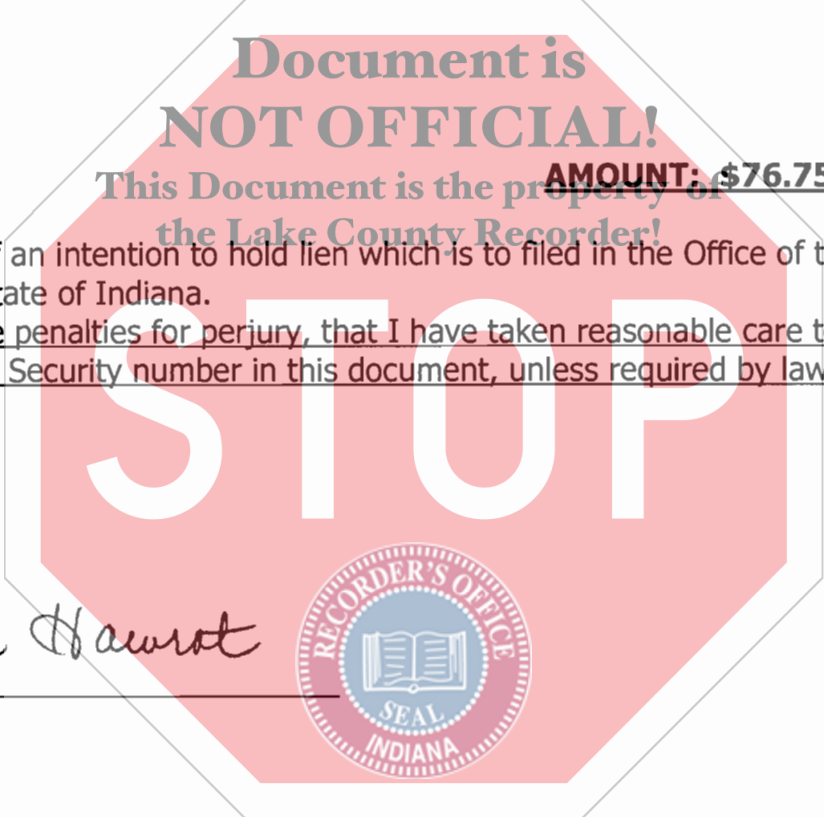 Document is
NOT OFFICIAL!
AMOUNT: $76.75
This Document is the property of
the Lake County Recorder!
an intention to hold lien which is to filed in the Office of t
ate of Indiana.
penalties for perjury, that I have taken reasonable care t
Security number in this document, unless required by law
STOP
Hawrot
RECORDER'S OFFICE
SEAL
INDIANA